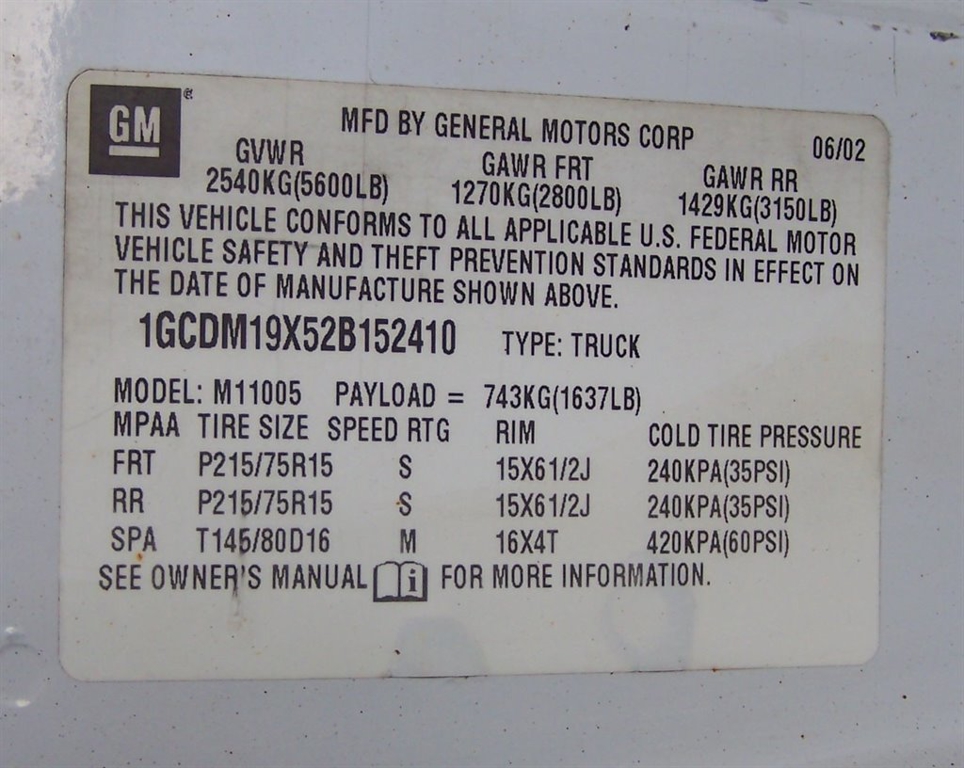 GM ®
MFD BY GENERAL MOTORS CORP 06/02
GVWR GAWR FRT GAWR RR
2540KG(5600LB) 1270KG(2800LB) 1429KG(3150LB)
THIS VEHICLE CONFORMS TO ALL APPLICABLE U.S. FEDERAL MOTOR
VEHICLE SAFETY AND THEFT PREVENTION STANDARDS IN EFFECT ON
THE DATE OF MANUFACTURE SHOWN ABOVE.
1GCDM19X52B152410 TYPE: TRUCK
MODEL: M11005 PAYLOAD = 743KG(1637LB)
MPAA TIRE SIZE SPEED RTG RIM COLD TIRE PRESSURE
FRT P215/75R15 S 15X61/2J 240KPA(35PSI)
RR P215/75R15 S 15X61/2J 240KPA(35PSI)
SPA T145/80D16 M 16X4T 420KPA(60PSI)
SEE OWNER'S MANUAL i FOR MORE INFORMATION.